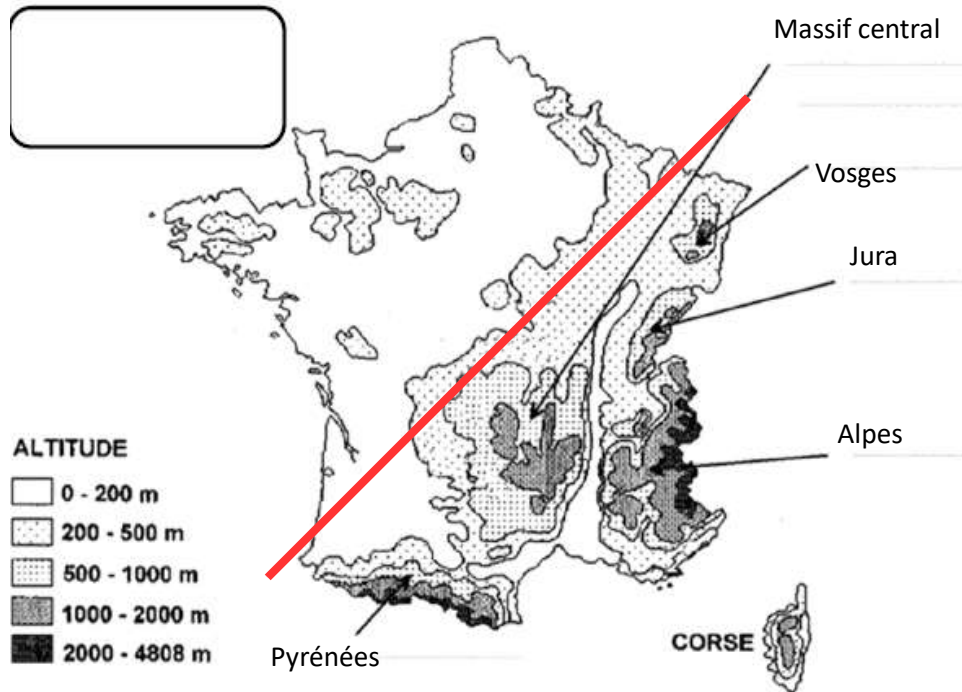 Massif central
Vosges
Jura
Alpes
ALTITUDE
0 - 200 m
200 - 500 m
500 - 1000 m
1000 - 2000 m
2000 - 4808 m
Pyrénées
CORSE